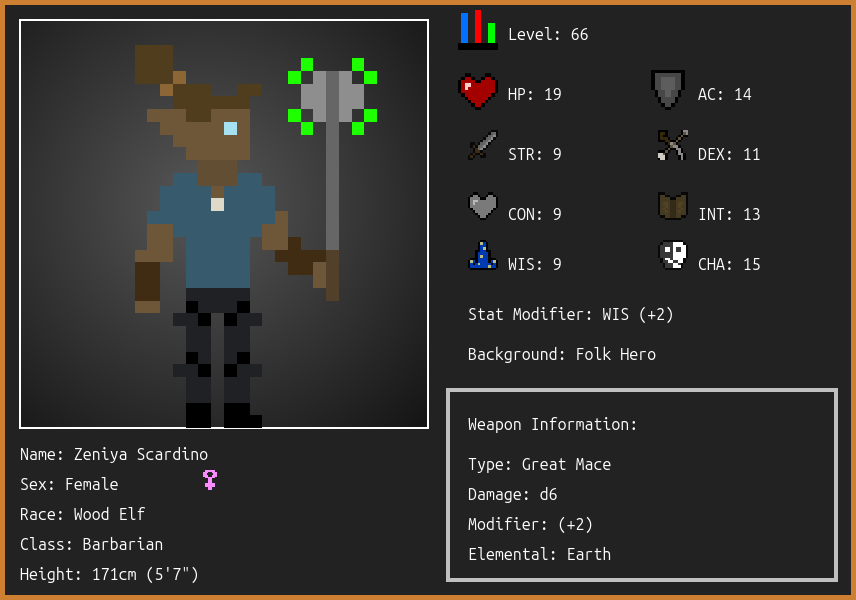 Level: 66
HP: 19
AC: 14
STR: 9
DEX: 11
CON: 9
INT: 13
WIS: 9
CHA: 15
Stat Modifier: WIS (+2)
Background: Folk Hero
Weapon Information:
Type: Great Mace
Damage: d6
Modifier: (+2)
Elemental: Earth
Name: Zeniya Scardino
Sex: Female
Race: Wood Elf
Class: Barbarian
Height: 171cm (5'7")